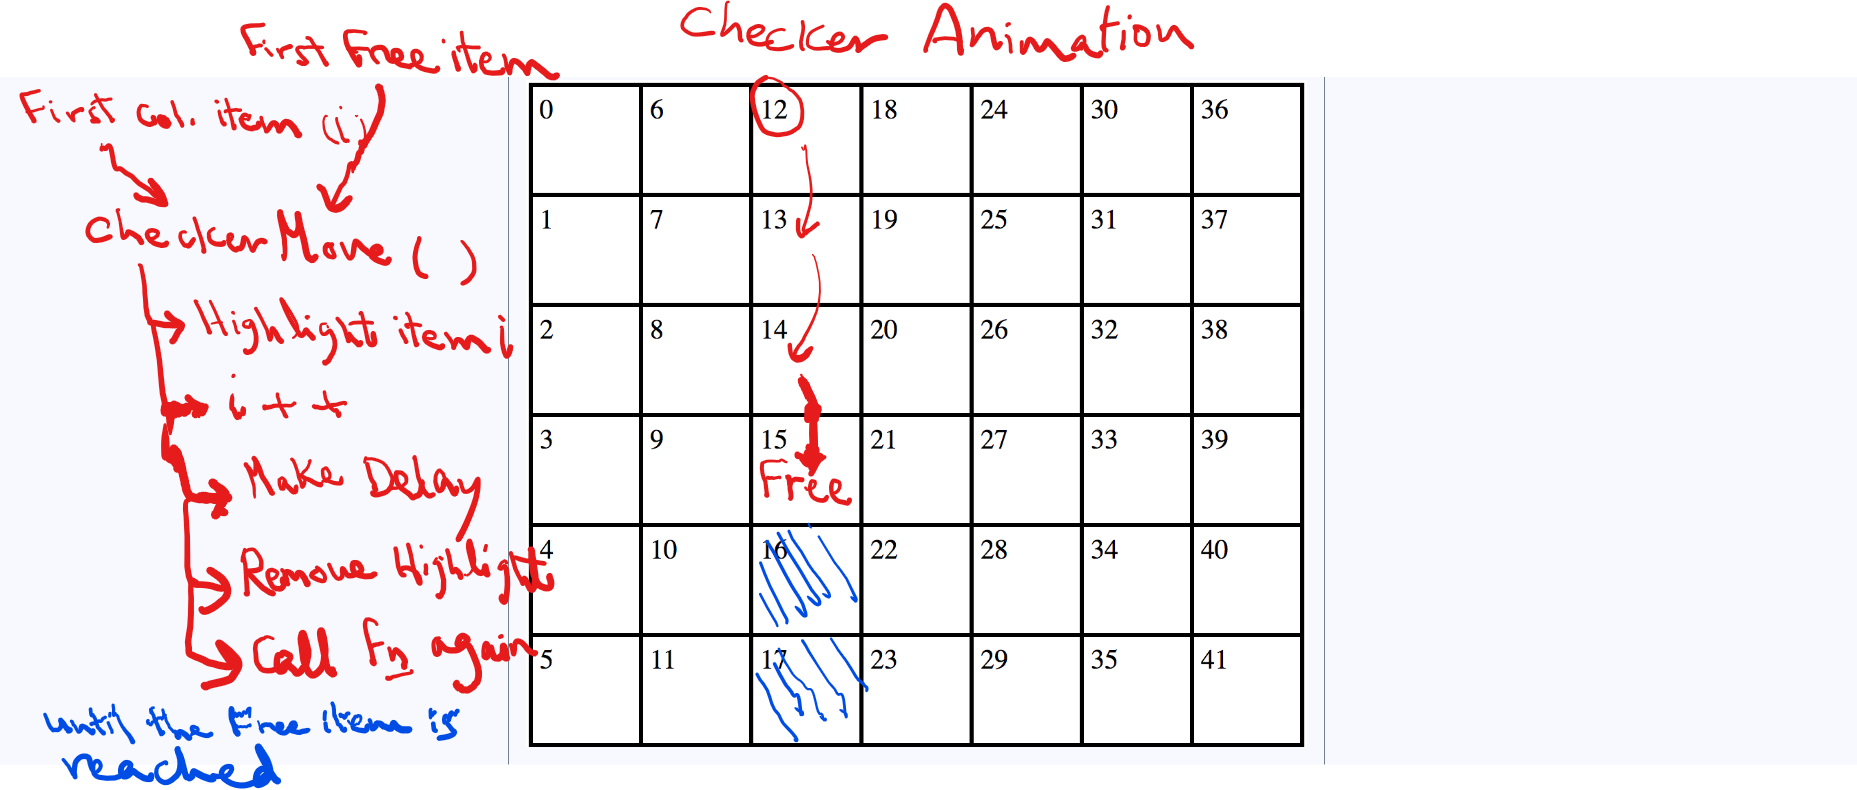 Checker Animation
First Free item
First Col. item (i)
Checker Move ( )
Highlight item i
i + +
Make Delay
Remove Highlight
Call Fn again
until the Free item is
reached
0 6 12 18 24 30 36
1 7 13 19 25 31 37
2 8 14 20 26 32 38
3 9 15 21 27 33 39
Free
4 10 16 22 28 34 40
5 11 17 23 29 35 41